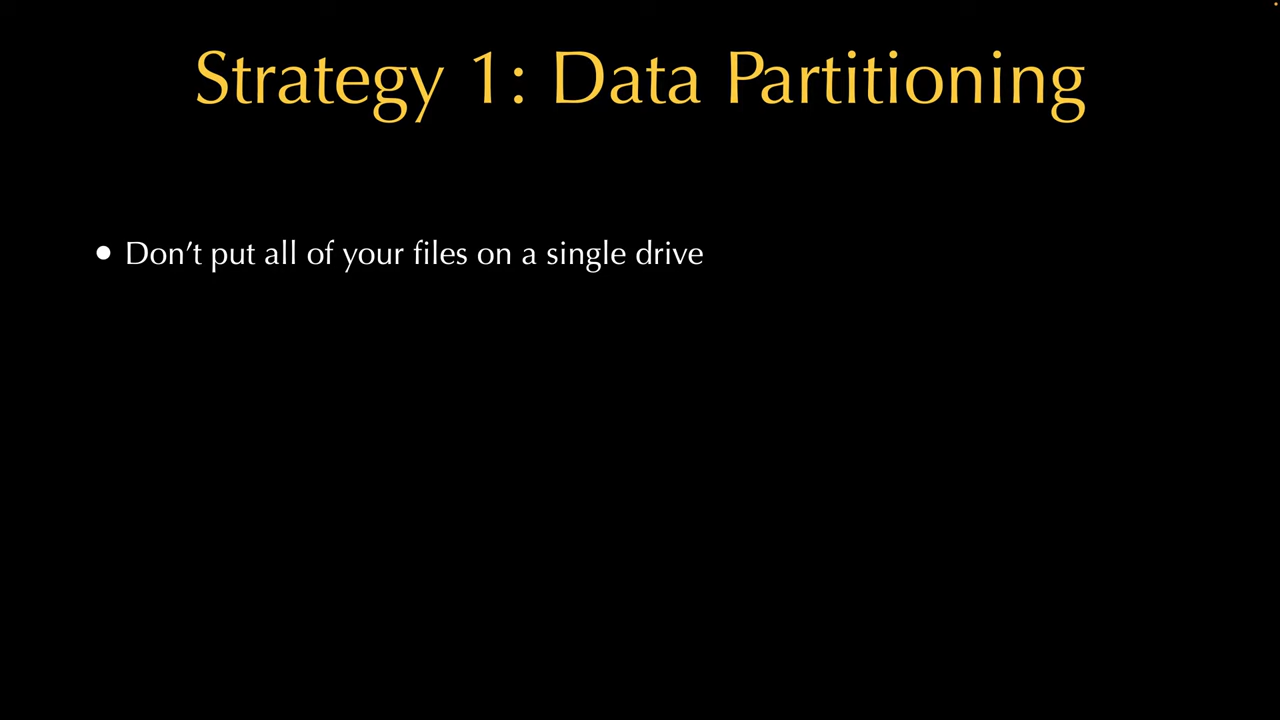 Strategy 1: Data Partitioning
• Don’t put all of your files on a single drive